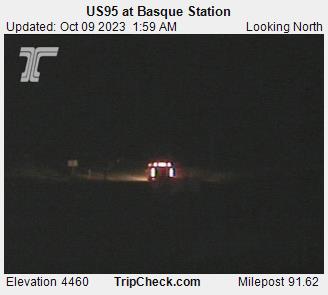 US95 at Basque Station
Updated: Oct 09 2023 1:59 AM Looking North
Elevation 4460 TripCheck.com Milepost 91.62